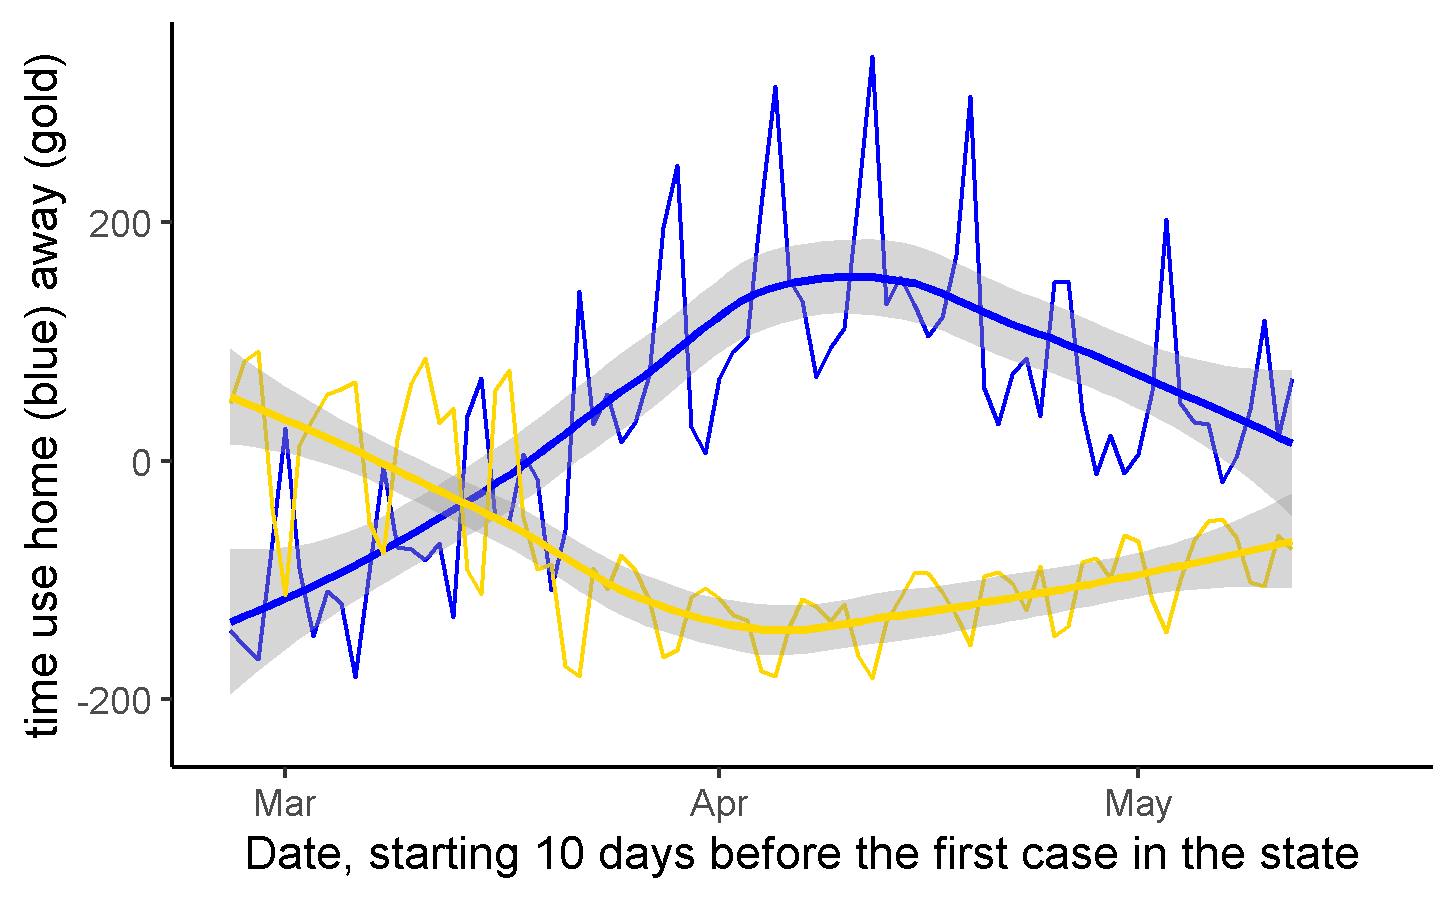 time use home (blue) away (gold)
200
0
-200
Mar Apr May
Date, starting 10 days before the first case in the state